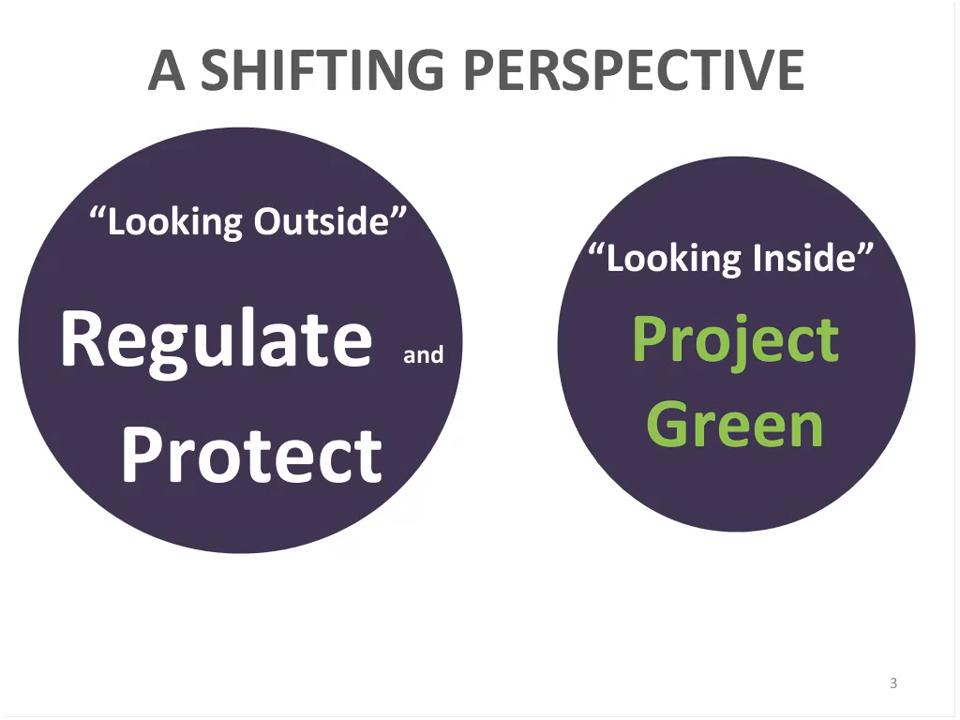 A SHIFTING PERSPECTIVE
“Looking Outside”
Regulate and
Protect
“Looking Inside”
Project
Green
3